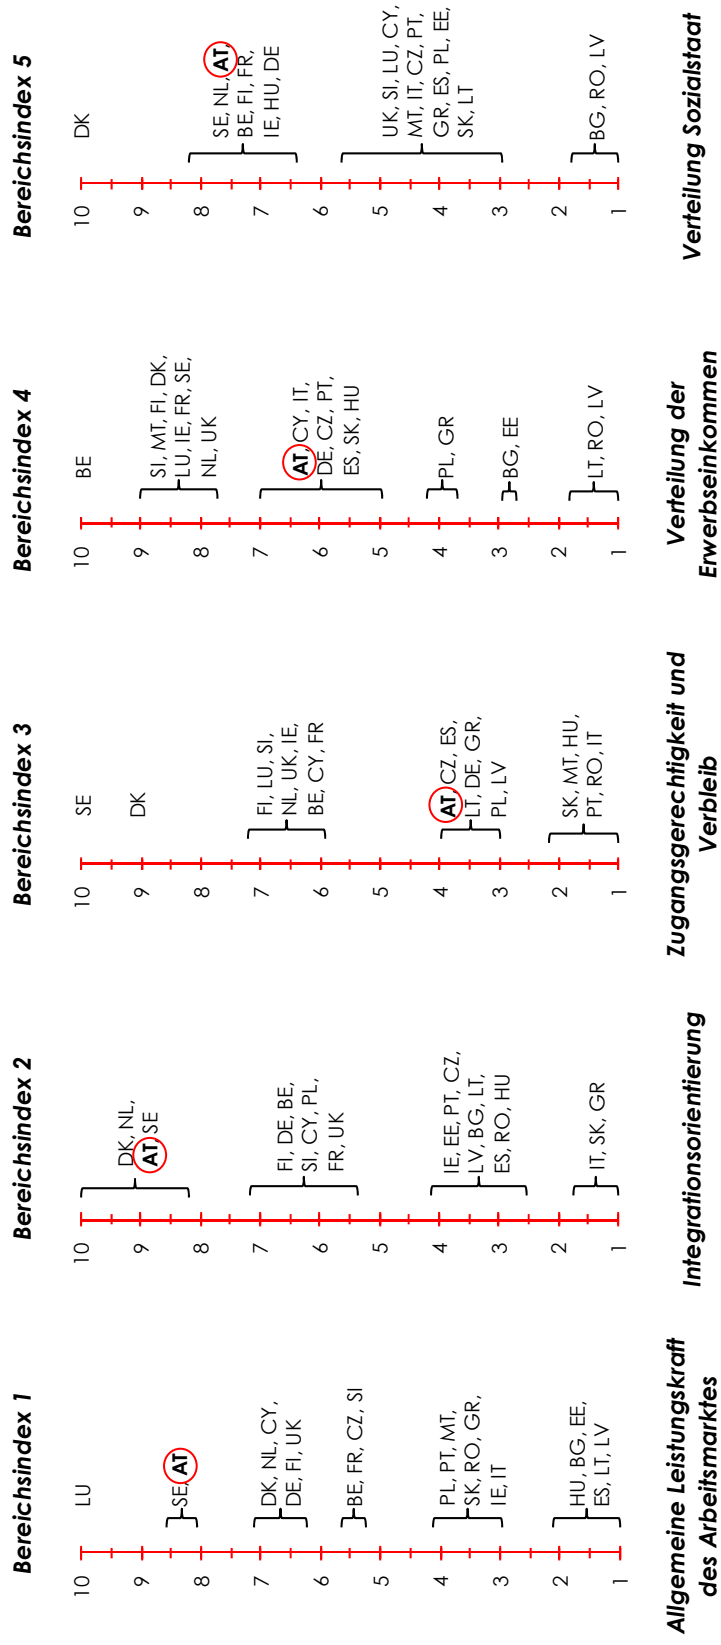 Bereichsindex 1
10
9
8
7
6
5
4
3
2
1
LU
SE, AT
DK, NL, CY,
DE, FI, UK
BE, FR, CZ, SI
PL, PT, MT,
SK, RO, GR,
IE, IT
HU, BG, EE,
ES, LT, LV
Allgemeine Leistungskraft
des Arbeitsmarktes
Bereichsindex 2
10
9
8
7
6
5
4
3
2
1
DK, NL,
AT, SE
FI, DE, BE,
SI, CY, PL,
FR, UK
IE, EE, PT, CZ,
LV, BG, LT,
ES, RO, HU
IT, SK, GR
Integrationsorientierung
Bereichsindex 3
10
9
8
7
6
5
4
3
2
1
SE
DK
FI, LU, SI,
NL, UK, IE,
BE, CY, FR
AT, CZ, ES,
LT, DE, GR,
PL, LV
SK, MT, HU,
PT, RO, IT
Zugangsgerechtigkeit und
Verbleib
Bereichsindex 4
10
9
8
7
6
5
4
3
2
1
BE
SI, MT, FI, DK,
LU, IE, FR, SE,
NL, UK
AT, CY, IT,
DE, CZ, PT,
ES, SK, HU
PL, GR
BG, EE
LT, RO, LV
Verteilung der
Erwerbseinkommen
Bereichsindex 5
10
9
8
7
6
5
4
3
2
1
DK
SE, NL, AT,
BE, FI, FR,
IE, HU, DE
UK, SI, LU, CY,
MT, IT, CZ, PT,
GR, ES, PL, EE,
SK, LT
BG, RO, LV
Verteilung Sozialstaat